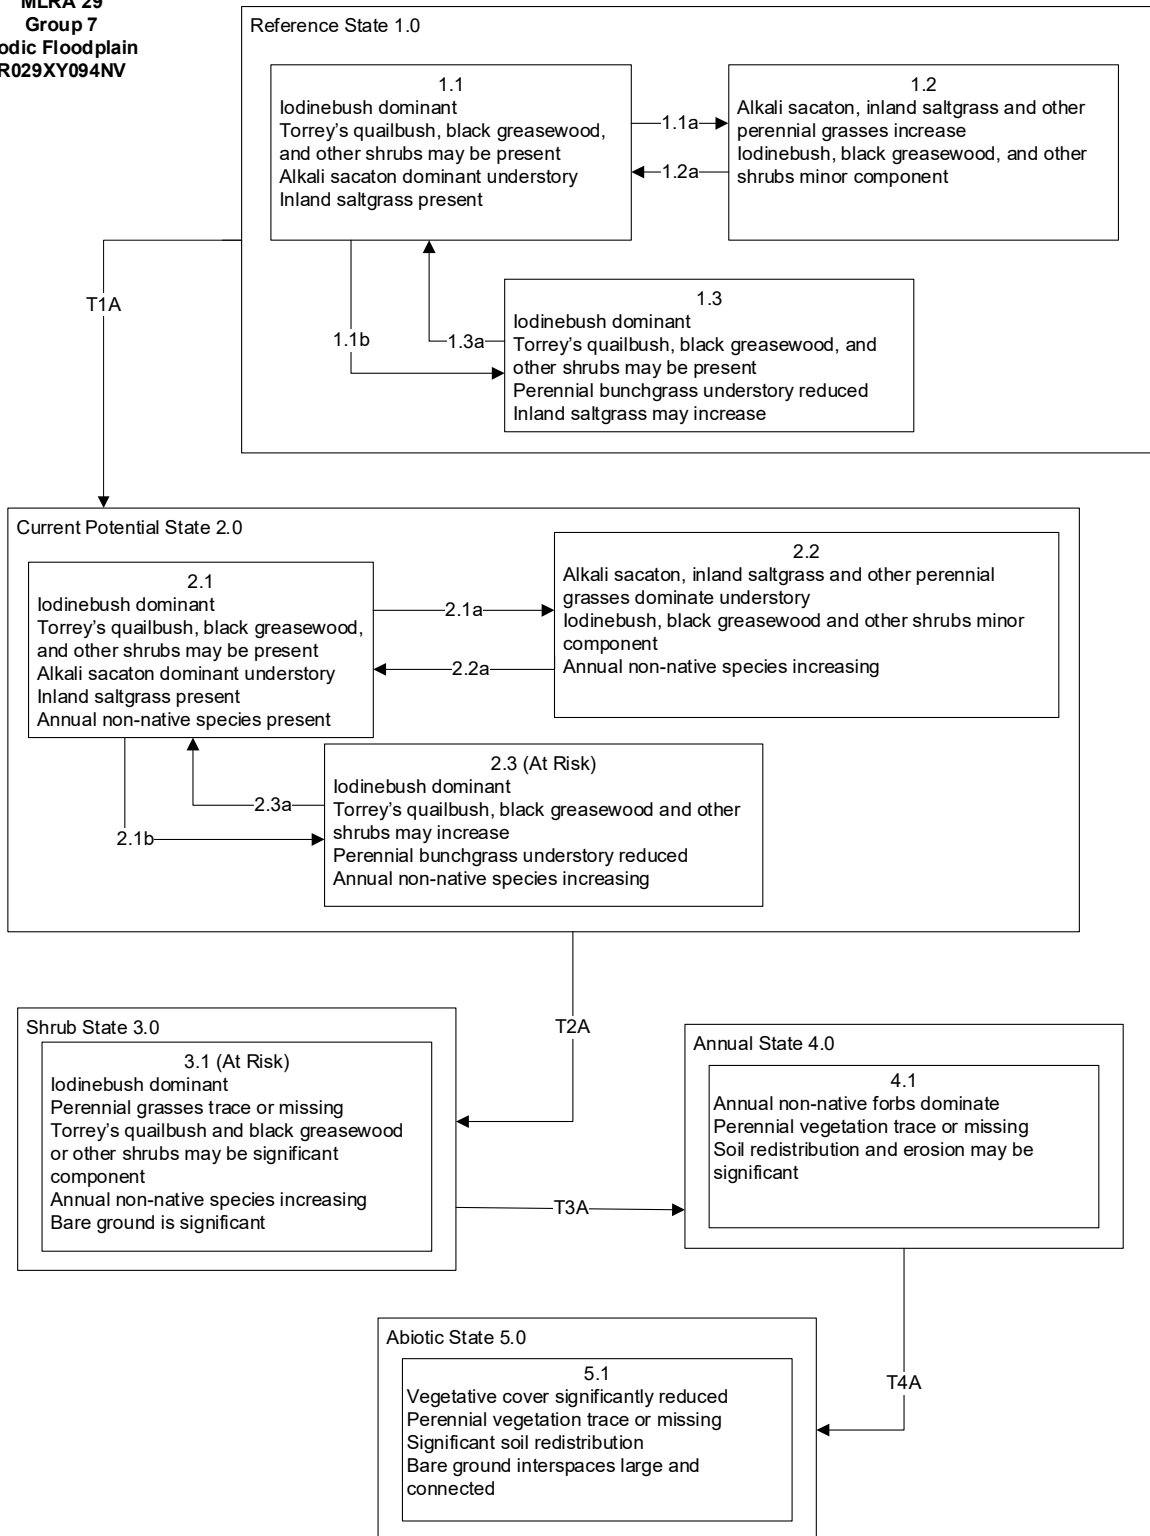 MLRA 29
Group 7
odic Floodplain
R029XY094NV
Reference State 1.0
1.1
Iodinebush dominant
Torrey’s quailbush, black greasewood,
and other shrubs may be present
Alkali sacaton dominant understory
Inland saltgrass present
1.1a
1.2a
1.2
Alkali sacaton, inland saltgrass and other
perennial grasses increase
Iodinebush, black greasewood, and other
shrubs minor component
T1A
1.1b
1.3a
1.3
Iodinebush dominant
Torrey’s quailbush, black greasewood, and
other shrubs may be present
Perennial bunchgrass understory reduced
Inland saltgrass may increase
Current Potential State 2.0
2.1
Iodinebush dominant
Torrey’s quailbush, black greasewood,
and other shrubs may be present
Alkali sacaton dominant understory
Inland saltgrass present
Annual non-native species present
2.1a
2.2a
2.2
Alkali sacaton, inland saltgrass and other perennial
grasses dominate understory
Iodinebush, black greasewood and other shrubs minor
component
Annual non-native species increasing
2.3a
2.1b
2.3 (At Risk)
Iodinebush dominant
Torrey’s quailbush, black greasewood and other
shrubs may increase
Perennial bunchgrass understory reduced
Annual non-native species increasing
T2A
Shrub State 3.0
3.1 (At Risk)
Iodinebush dominant
Perennial grasses trace or missing
Torrey’s quailbush and black greasewood
or other shrubs may be significant
component
Annual non-native species increasing
Bare ground is significant
T3A
Annual State 4.0
4.1
Annual non-native forbs dominate
Perennial vegetation trace or missing
Soil redistribution and erosion may be
significant
T4A
Abiotic State 5.0
5.1
Vegetative cover significantly reduced
Perennial vegetation trace or missing
Significant soil redistribution
Bare ground interspaces large and
connected